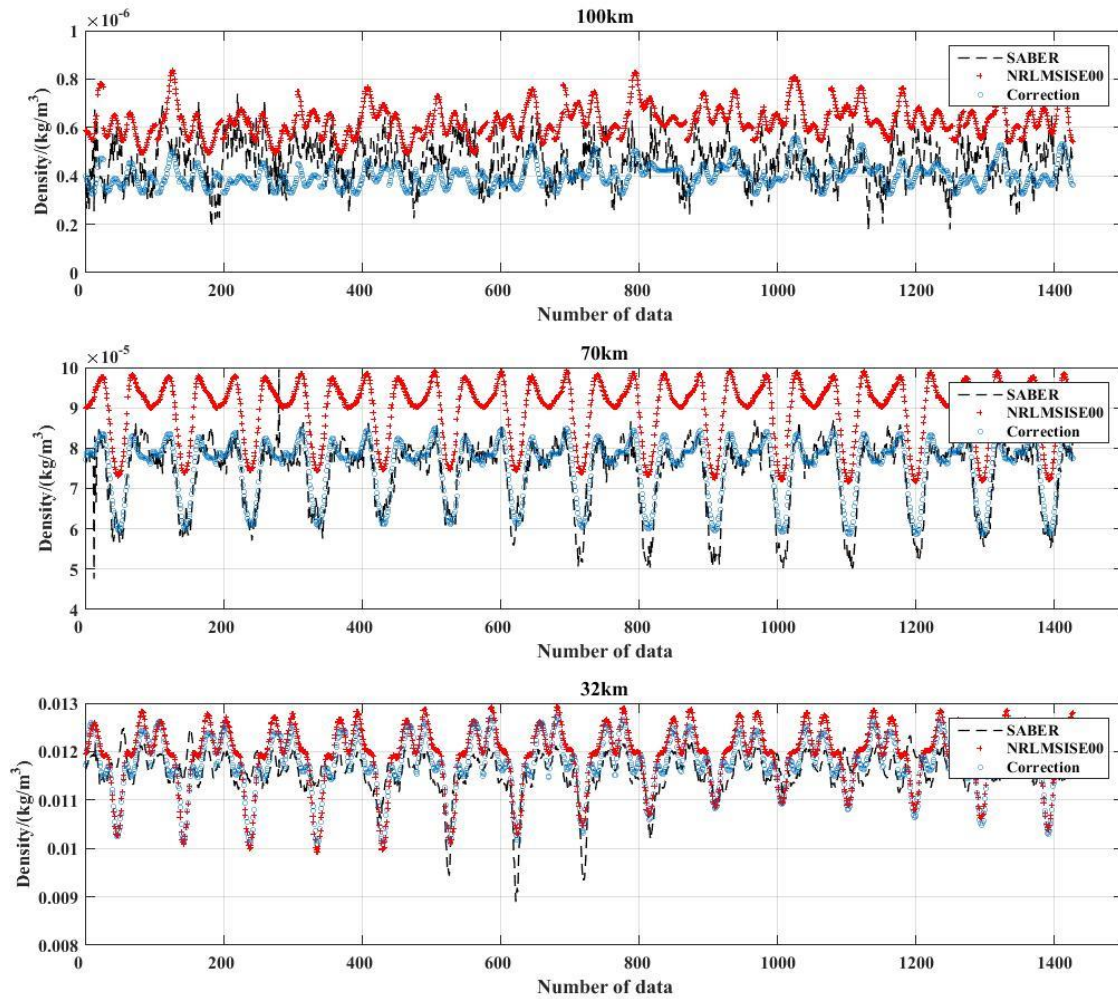 100km
×10^-6
1
0.8
0.6
0.4
0.2
0
Density/(kg/m^3)
SABER
NRLMSISE00
Correction
0 200 400 600 800 1000 1200 1400
Number of data
70km
×10^-5
10
9
8
7
6
5
4
Density/(kg/m^3)
SABER
NRLMSISE00
Correction
0 200 400 600 800 1000 1200 1400
Number of data
32km
0.013
0.012
0.011
0.01
0.009
0.008
Density/(kg/m^3)
SABER
NRLMSISE00
Correction
0 200 400 600 800 1000 1200 1400
Number of data